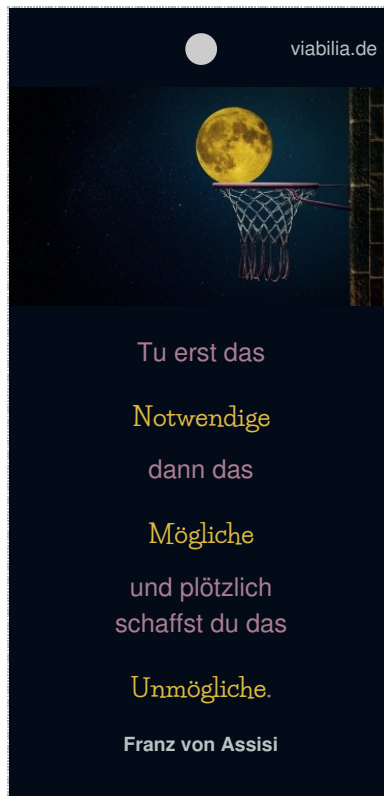 viabilia.de
Tu erst das
Notwendige
dann das
Mögliche
und plötzlich
schaffst du das
Unmögliche.
Franz von Assisi